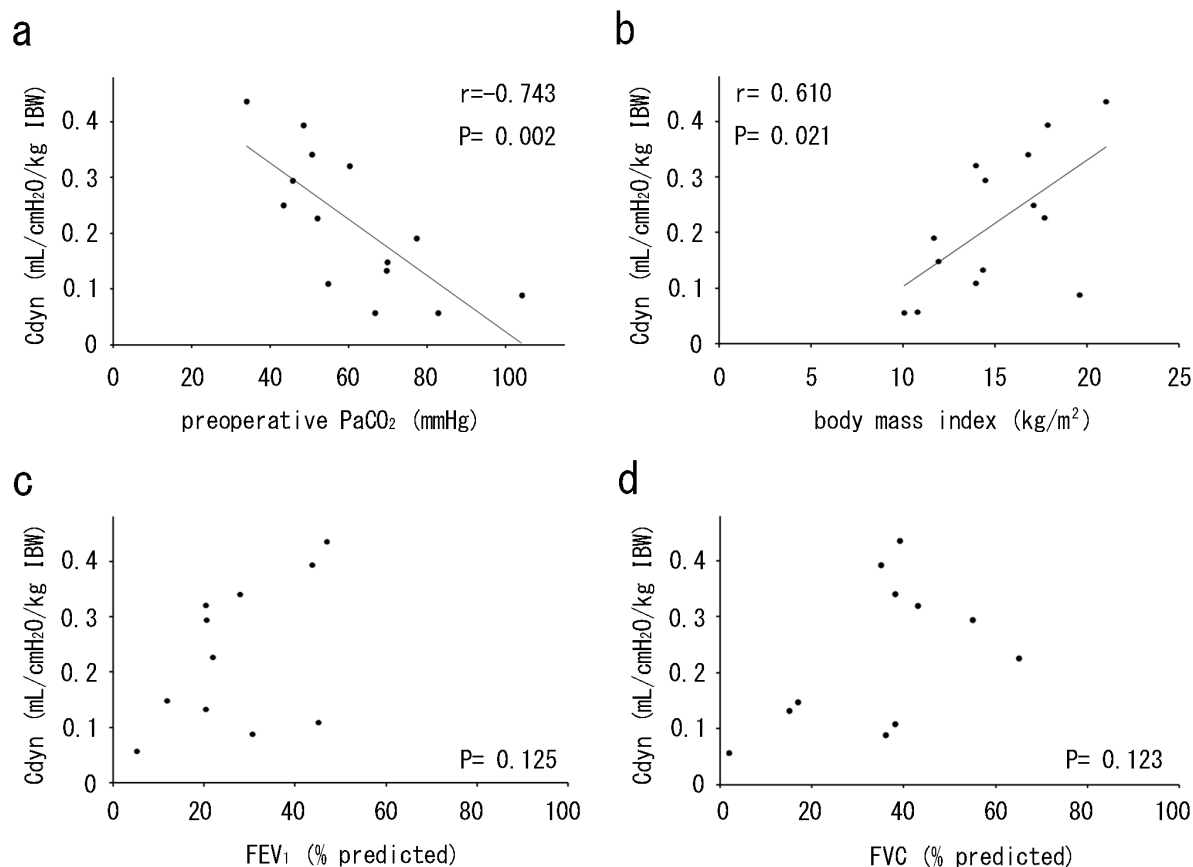 a
r=-0.743
P= 0.002
Cdyn (mL/cmH₂O/kg IBW)
0.4
0.3
0.2
0.1
0
0 20 40 60 80 100
preoperative PaCO₂ (mmHg)
b
r= 0.610
P= 0.021
Cdyn (mL/cmH₂O/kg IBW)
0.4
0.3
0.2
0.1
0
0 5 10 15 20 25
body mass index (kg/m²)
c
Cdyn (mL/cmH₂O/kg IBW)
0.4
0.3
0.2
0.1
0
P= 0.125
0 20 40 60 80 100
FEV₁ (% predicted)
d
Cdyn (mL/cmH₂O/kg IBW)
0.4
0.3
0.2
0.1
0
P= 0.123
0 20 40 60 80 100
FVC (% predicted)